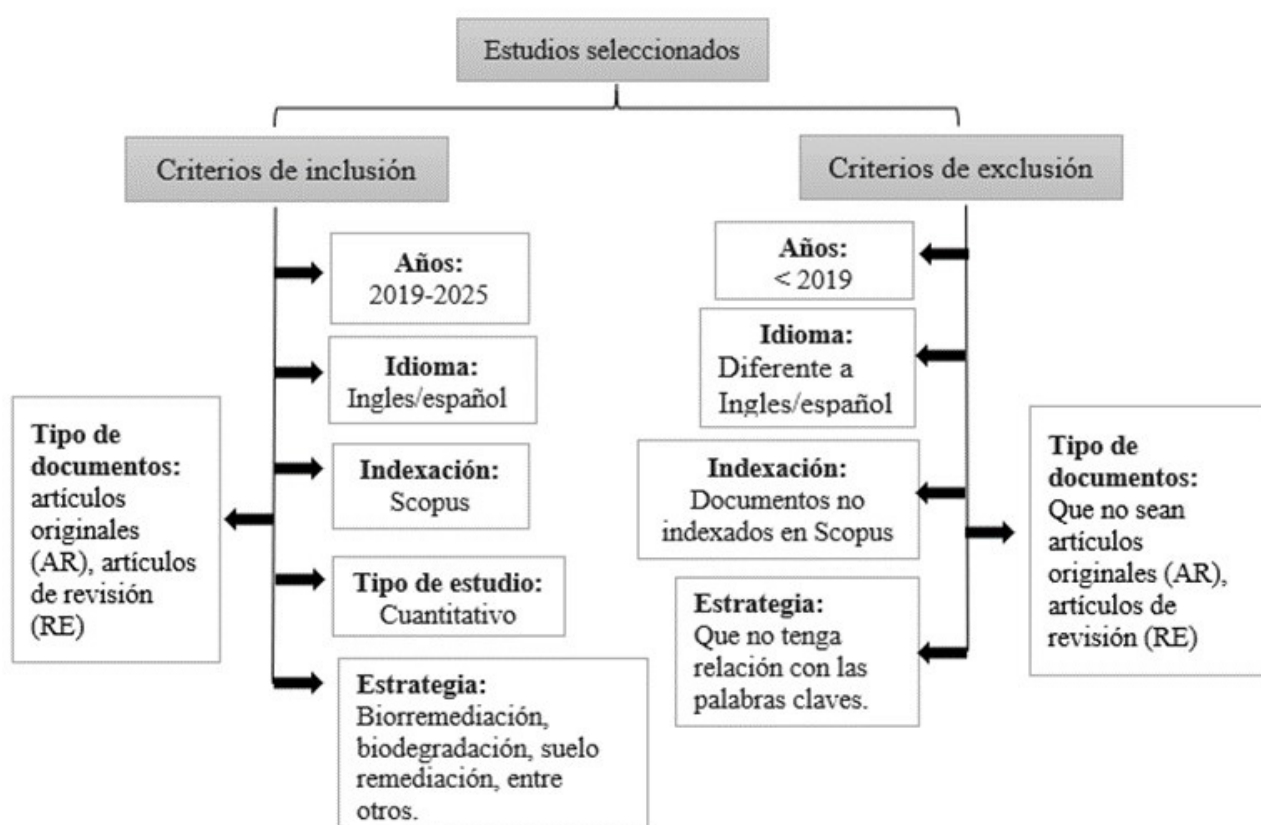 Estudios seleccionados
Criterios de inclusión
Años:
2019-2025
Idioma:
Ingles/español
Indexación:
Scopus
Tipo de estudio:
Cuantitativo
Estrategia:
Biorremediación,
biodegradación, suelo
remediación, entre
otros.
Tipo de
documentos:
artículos
originales
(AR), artículos
de revisión
(RE)
Criterios de exclusión
Años:
< 2019
Idioma:
Diferente a
Ingles/español
Indexación:
Documentos no
indexados en Scopus
Estrategia:
Que no tenga
relación con las
palabras claves.
Tipo de
documentos:
Que no sean
artículos
originales (AR),
artículos de
revisión (RE)